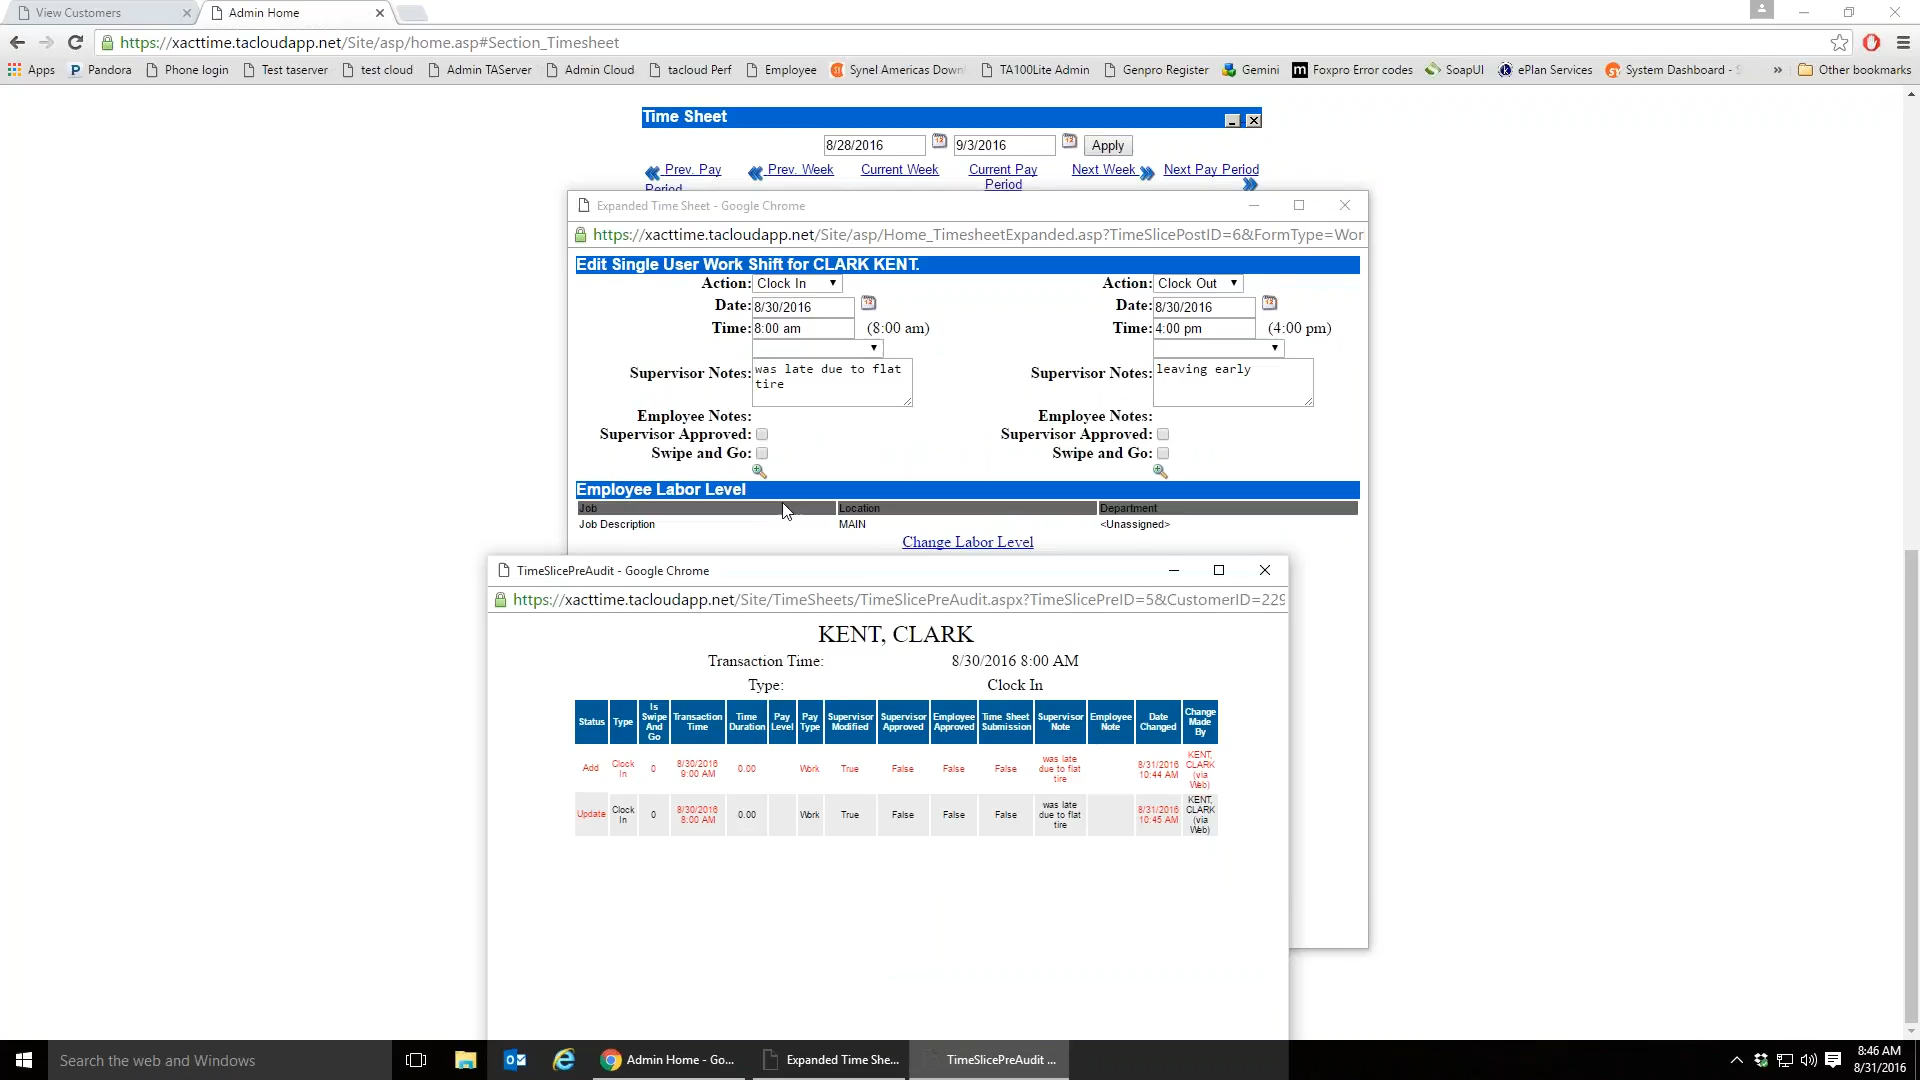 View Customers
Admin Home
https://xacttime.tacloudapp.net/Site/asp/home.asp#Section_Timesheet
Apps Pandora Phone login Test taserver test cloud Admin TAServer Admin Cloud tacloud Perf Employee Synel Americas Down TA100Lite Admin Genpro Register Gemini Foxpro Error codes SoapUI ePlan Services System Dashboard - S » Other bookmarks
Time Sheet
8/28/2016 9/3/2016 Apply
Prev. Pay Period Prev. Week Current Week Current Pay Period Next Week Next Pay Period
Expanded Time Sheet - Google Chrome
https://xacttime.tacloudapp.net/Site/asp/Home_TimesheetExpanded.asp?TimeSlicePostID=6&FormType=Wor
Edit Single User Work Shift for CLARK KENT.
Action: Clock In Action: Clock Out
Date: 8/30/2016 Date: 8/30/2016
Time: 8:00 am (8:00 am) Time: 4:00 pm (4:00 pm)
Supervisor Notes: was late due to flat tire Supervisor Notes: leaving early
Employee Notes: Employee Notes:
Supervisor Approved: Supervisor Approved:
Swipe and Go: Swipe and Go:
Employee Labor Level
Job Location Department
Job Description MAIN <Unassigned>
Change Labor Level
TimeSlicePreAudit - Google Chrome
https://xacttime.tacloudapp.net/Site/TimeSheets/TimeSlicePreAudit.aspx?TimeSlicePreID=5&CustomerID=229
KENT, CLARK
Transaction Time: 8/30/2016 8:00 AM
Type: Clock In
Status Type Is Swipe And Go Transaction Time Time Duration Pay Level Pay Type Supervisor Modified Supervisor Approved Employee Approved Time Sheet Submission Supervisor Note Employee Note Date Changed Change Made By
Add Clock In 0 8/30/2016 9:00 AM 0.00 Work True False False False was late due to flat tire 8/31/2016 10:44 AM KENT, CLARK (via Web)
Update Clock In 0 8/30/2016 8:00 AM 0.00 Work True False False False was late due to flat tire 8/31/2016 10:45 AM KENT, CLARK (via Web)
Search the web and Windows
Admin Home - Go...
Expanded Time She...
TimeSlicePreAudit ...
8:46 AM
8/31/2016